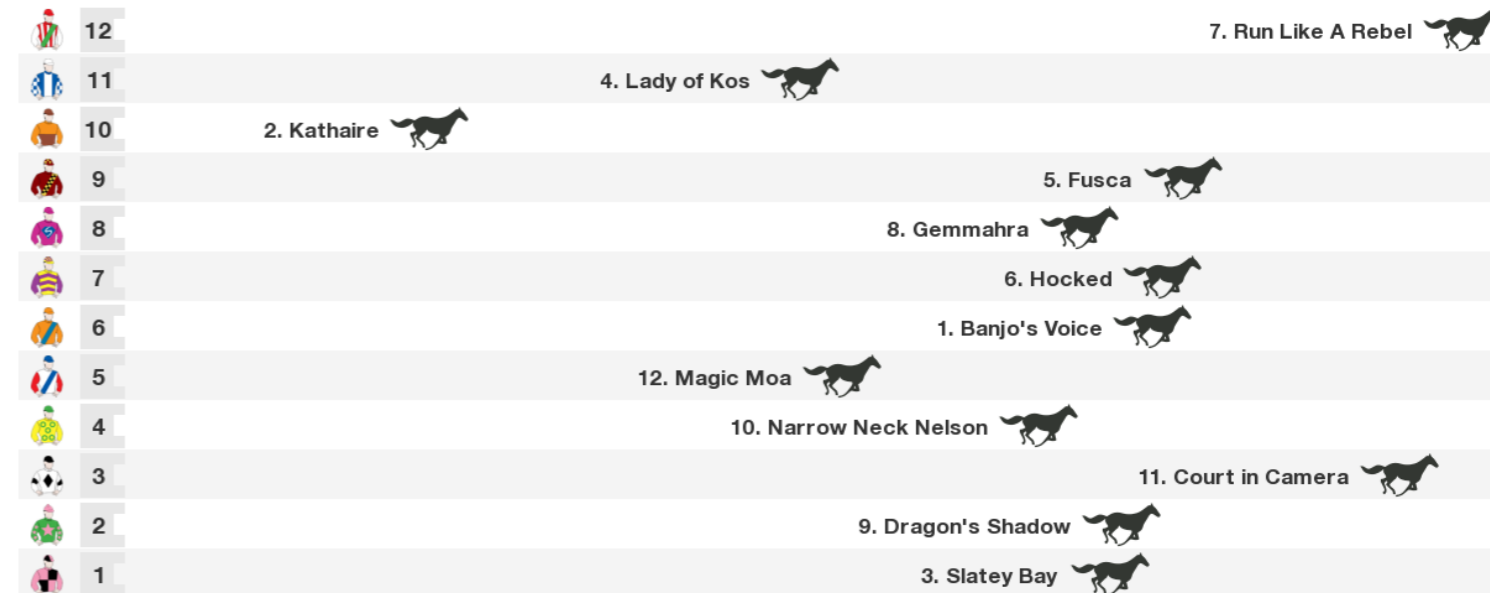 12 7. Run Like A Rebel
11 4. Lady of Kos
10 2. Kathaire
9 5. Fusca
8 8. Gemmahra
7 6. Hocked
6 1. Banjo's Voice
5 12. Magic Moa
4 10. Narrow Neck Nelson
3 11. Court in Camera
2 9. Dragon's Shadow
1 3. Slatey Bay